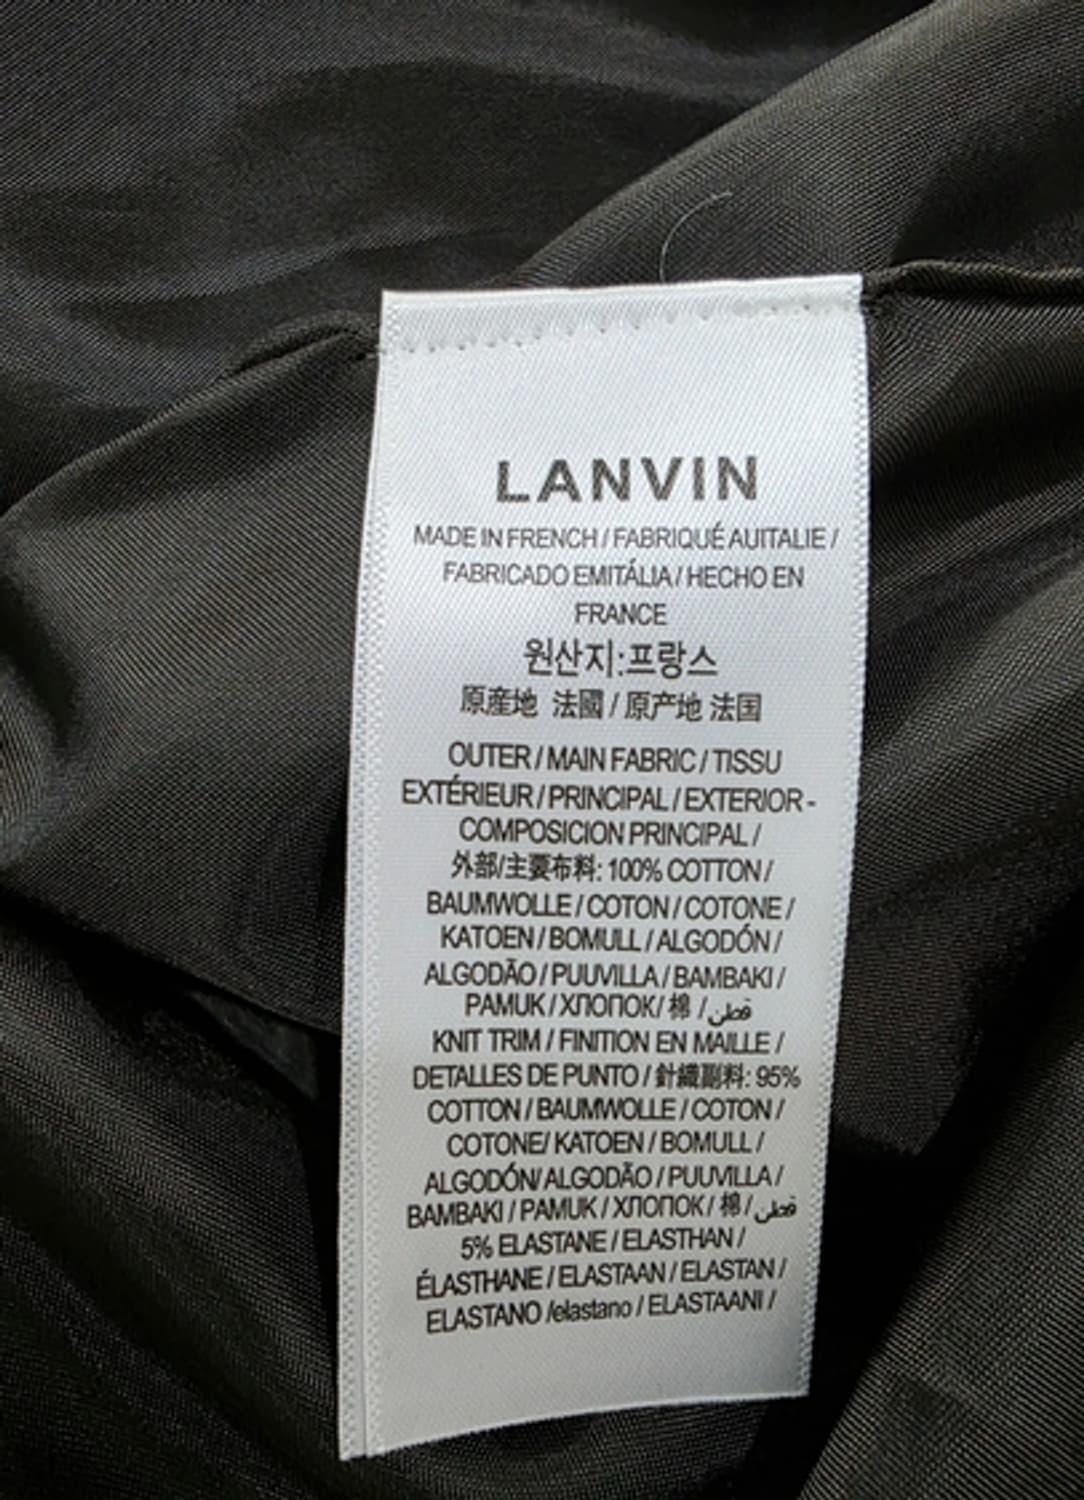 LANVIN
MADE IN FRENCH / FABRIQUÉ AUITALIE /
FABRICADO EMITÁLIA / HECHO EN
FRANCE
원산지:프랑스
原産地 法國 / 原产地 法国
OUTER / MAIN FABRIC / TISSU
EXTÉRIEUR / PRINCIPAL / EXTERIOR -
COMPOSICION PRINCIPAL /
外部/主要布料: 100% COTTON /
BAUMWOLLE / COTON / COTONE /
KATOEN / BOMULL / ALGODÓN /
ALGODÃO / PUUVILLA / BAMBAKI /
PAMUK / ХЛОПОК/ 棉 / قطن
KNIT TRIM / FINITION EN MAILLE /
DETALLES DE PUNTO / 針織副料: 95%
COTTON / BAUMWOLLE / COTON /
COTONE/ KATOEN / BOMULL /
ALGODÓN/ ALGODÃO / PUUVILLA /
BAMBAKI / PAMUK / ХЛОПОК / 棉 / قطن
5% ELASTANE / ELASTHAN /
ÉLASTHANE / ELASTAAN / ELASTAN /
ELASTANO /elastano / ELASTAANI /